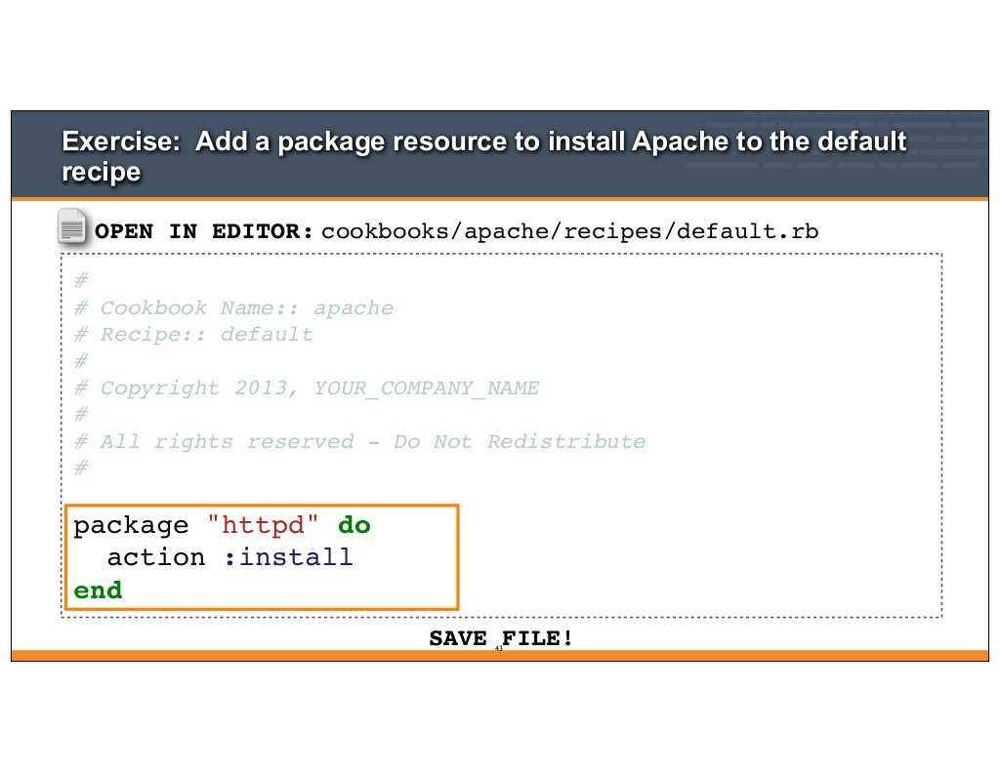 Exercise:  Add a package resource to install Apache to the default
recipe
OPEN IN EDITOR: cookbooks/apache/recipes/default.rb
#
# Cookbook Name:: apache
# Recipe:: default
#
# Copyright 2013, YOUR_COMPANY_NAME
#
# All rights reserved - Do Not Redistribute
#
package "httpd" do
  action :install
end
SAVE FILE!
43